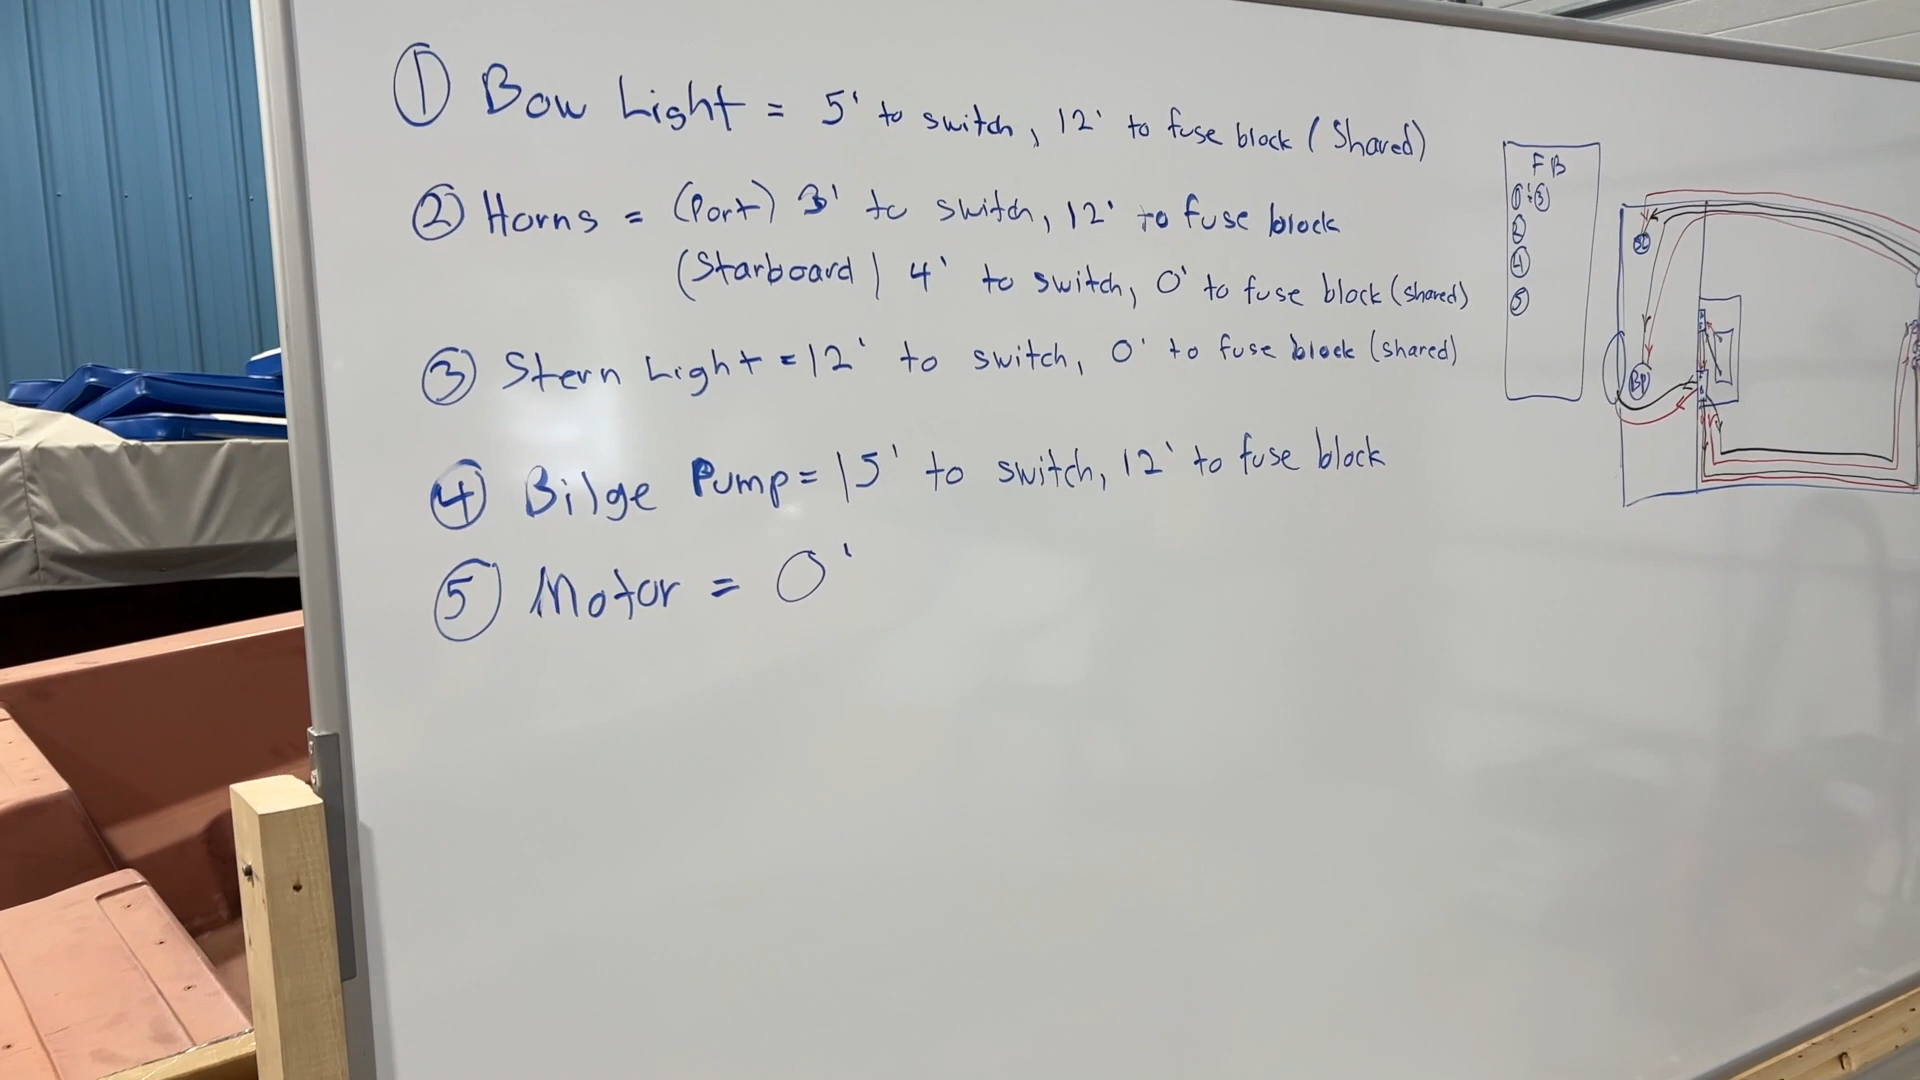 ① Bow Light = 5' to switch, 12' to fuse block (Shared)
② Horns = (Port) 3' to switch, 12' to fuse block
(Starboard) 4' to switch, 0' to fuse block (shared)
③ Stern Light = 12' to switch, 0' to fuse block (shared)
④ Bilge Pump = 15' to switch, 12' to fuse block
⑤ Motor = 0'
FB
① : ③
②
④
⑤
BP